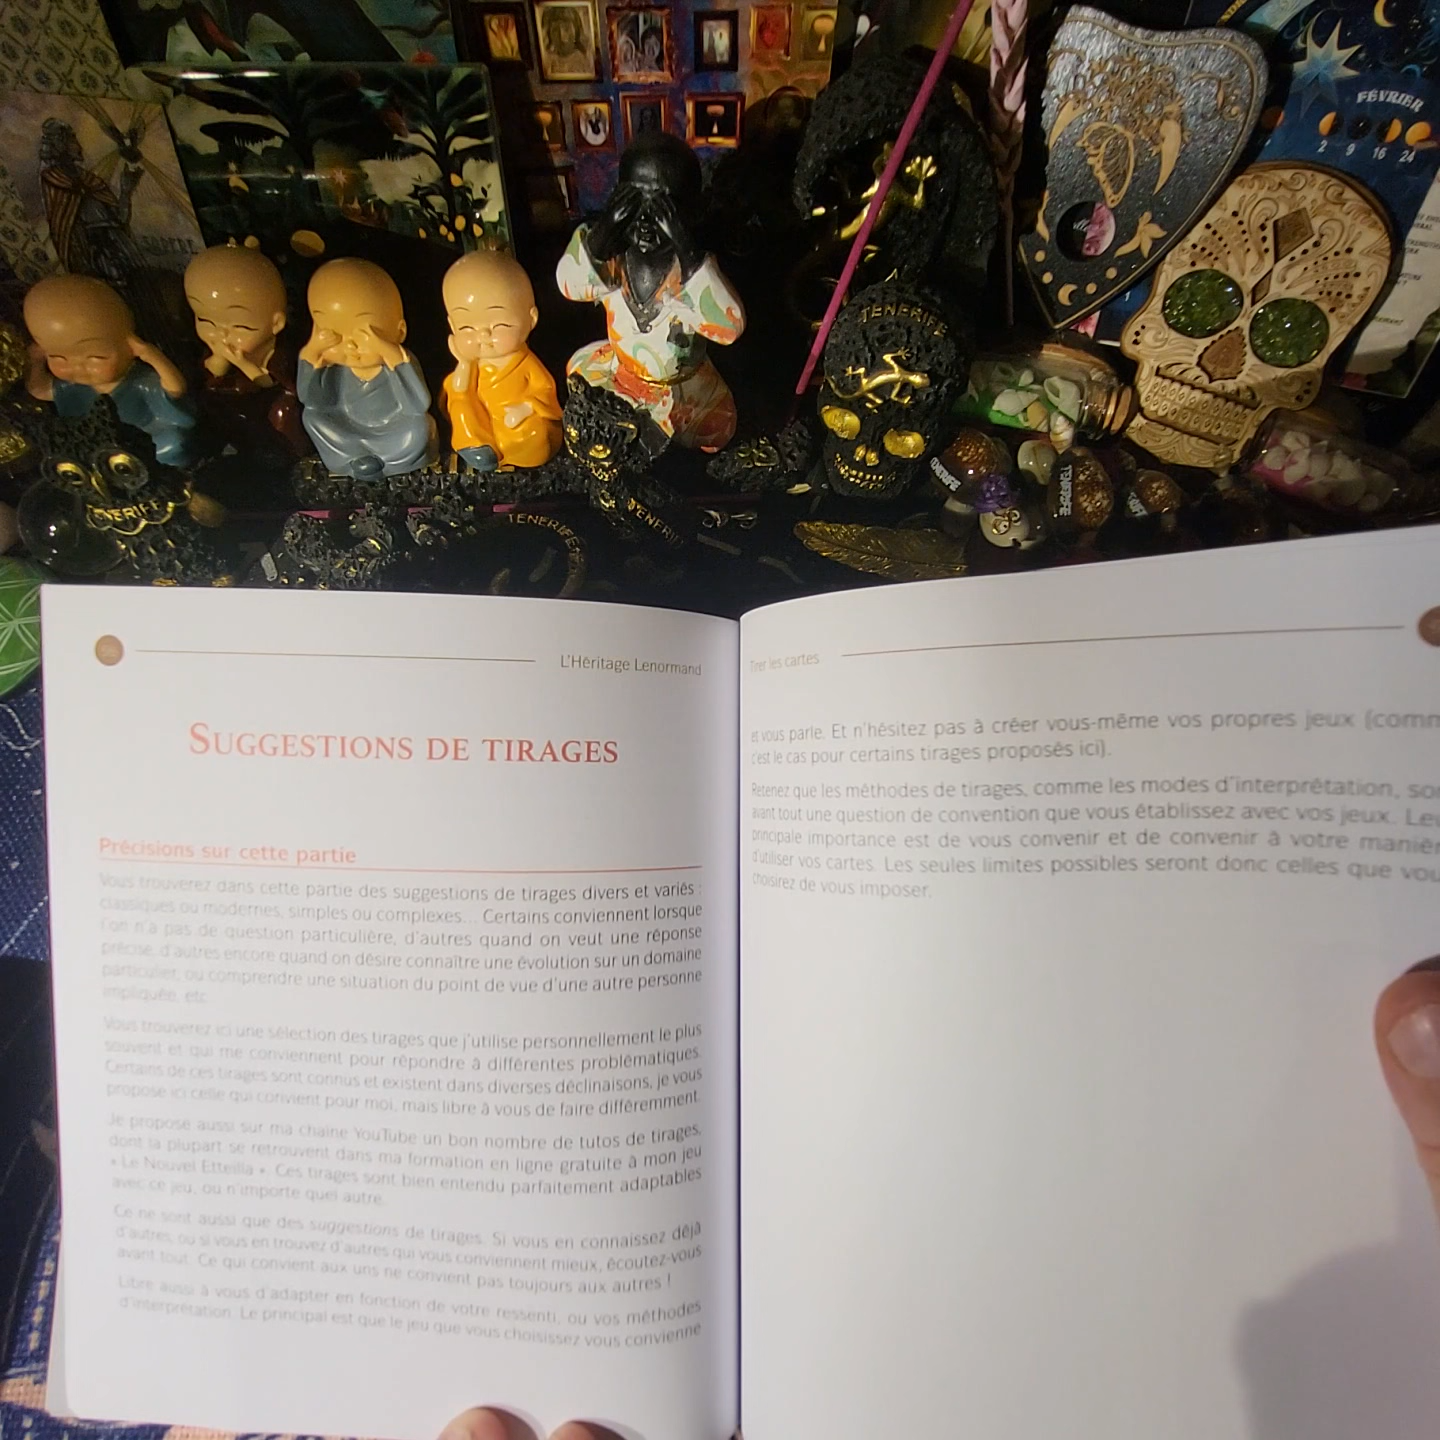 FÉVRIER
2 9 16 24
TENERIFE
TENERIFE
TENERIFE
TENERIFE
TENERIFE
TENERIFE
L'Héritage Lenormand
SUGGESTIONS DE TIRAGES
Précisions sur cette partie
Vous trouverez dans cette partie des suggestions de tirages divers et variés :
classiques ou modernes, simples ou complexes... Certains conviennent lorsque
l'on n'a pas de question particulière, d'autres quand on veut une réponse
précise, d'autres encore quand on désire connaître une évolution sur un domaine
particulier, ou comprendre une situation du point de vue d'une autre personne
impliquée, etc.
Vous trouverez ici une sélection des tirages que j'utilise personnellement le plus
souvent et qui me conviennent pour répondre à différentes problématiques.
Certains de ces tirages sont connus et existent dans diverses déclinaisons, je vous
propose ici celle qui convient pour moi, mais libre à vous de faire différemment.
Je propose aussi sur ma chaîne YouTube un bon nombre de tutos de tirages,
dont la plupart se retrouvent dans ma formation en ligne gratuite à mon jeu
« Le Nouvel Etteilla ». Ces tirages sont bien entendu parfaitement adaptables
avec ce jeu, ou n'importe quel autre.
Ce ne sont aussi que des suggestions de tirages. Si vous en connaissez déjà
d'autres, ou si vous en trouvez d'autres qui vous conviennent mieux, écoutez-vous
avant tout. Ce qui convient aux uns ne convient pas toujours aux autres !
Libre aussi à vous d'adapter en fonction de votre ressenti, ou vos méthodes
d'interprétation. Le principal est que le jeu que vous choisissez vous convienne
Tirer les cartes
et vous parle. Et n'hésitez pas à créer vous-même vos propres jeux (comm
c'est le cas pour certains tirages proposés ici).
Retenez que les méthodes de tirages, comme les modes d'interprétation, so
avant tout une question de convention que vous établissez avec vos jeux. Leu
principale importance est de vous convenir et de convenir à votre manièr
d'utiliser vos cartes. Les seules limites possibles seront donc celles que vou
choisirez de vous imposer.